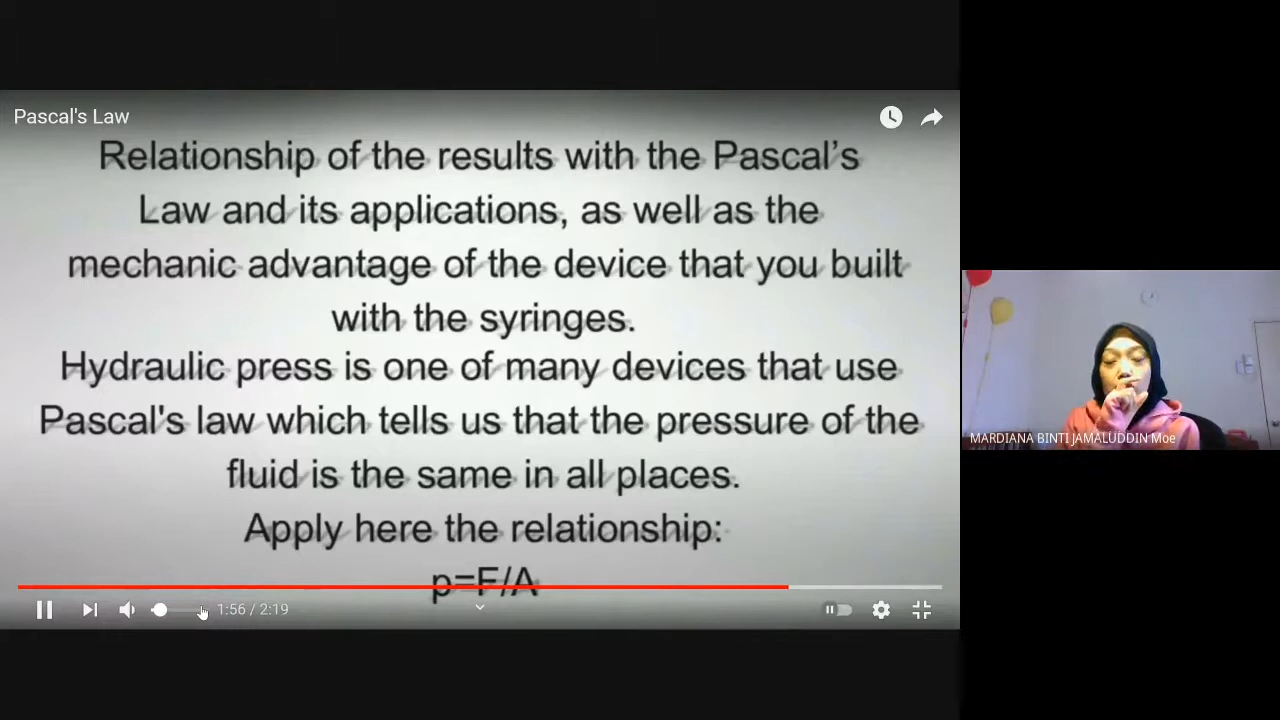 Pascal's Law
Relationship of the results with the Pascal's
Law and its applications, as well as the
mechanic advantage of the device that you built
with the syringes.
Hydraulic press is one of many devices that use
Pascal's law which tells us that the pressure of the
fluid is the same in all places.
Apply here the relationship:
p=F/A
1:56 / 2:19
MARDIANA BINTI JAMALUDDIN Moe